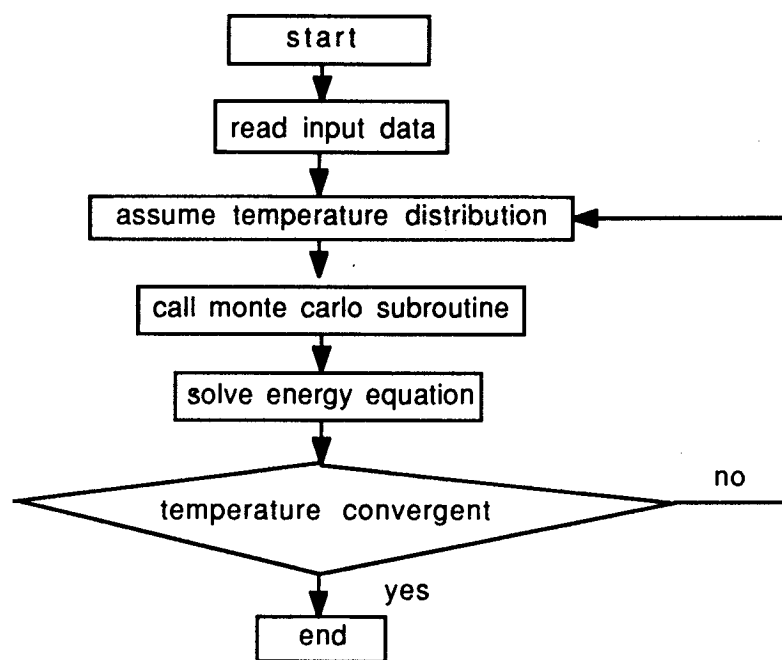 start
read input data
assume temperature distribution
call monte carlo subroutine
solve energy equation
no
temperature convergent
yes
end